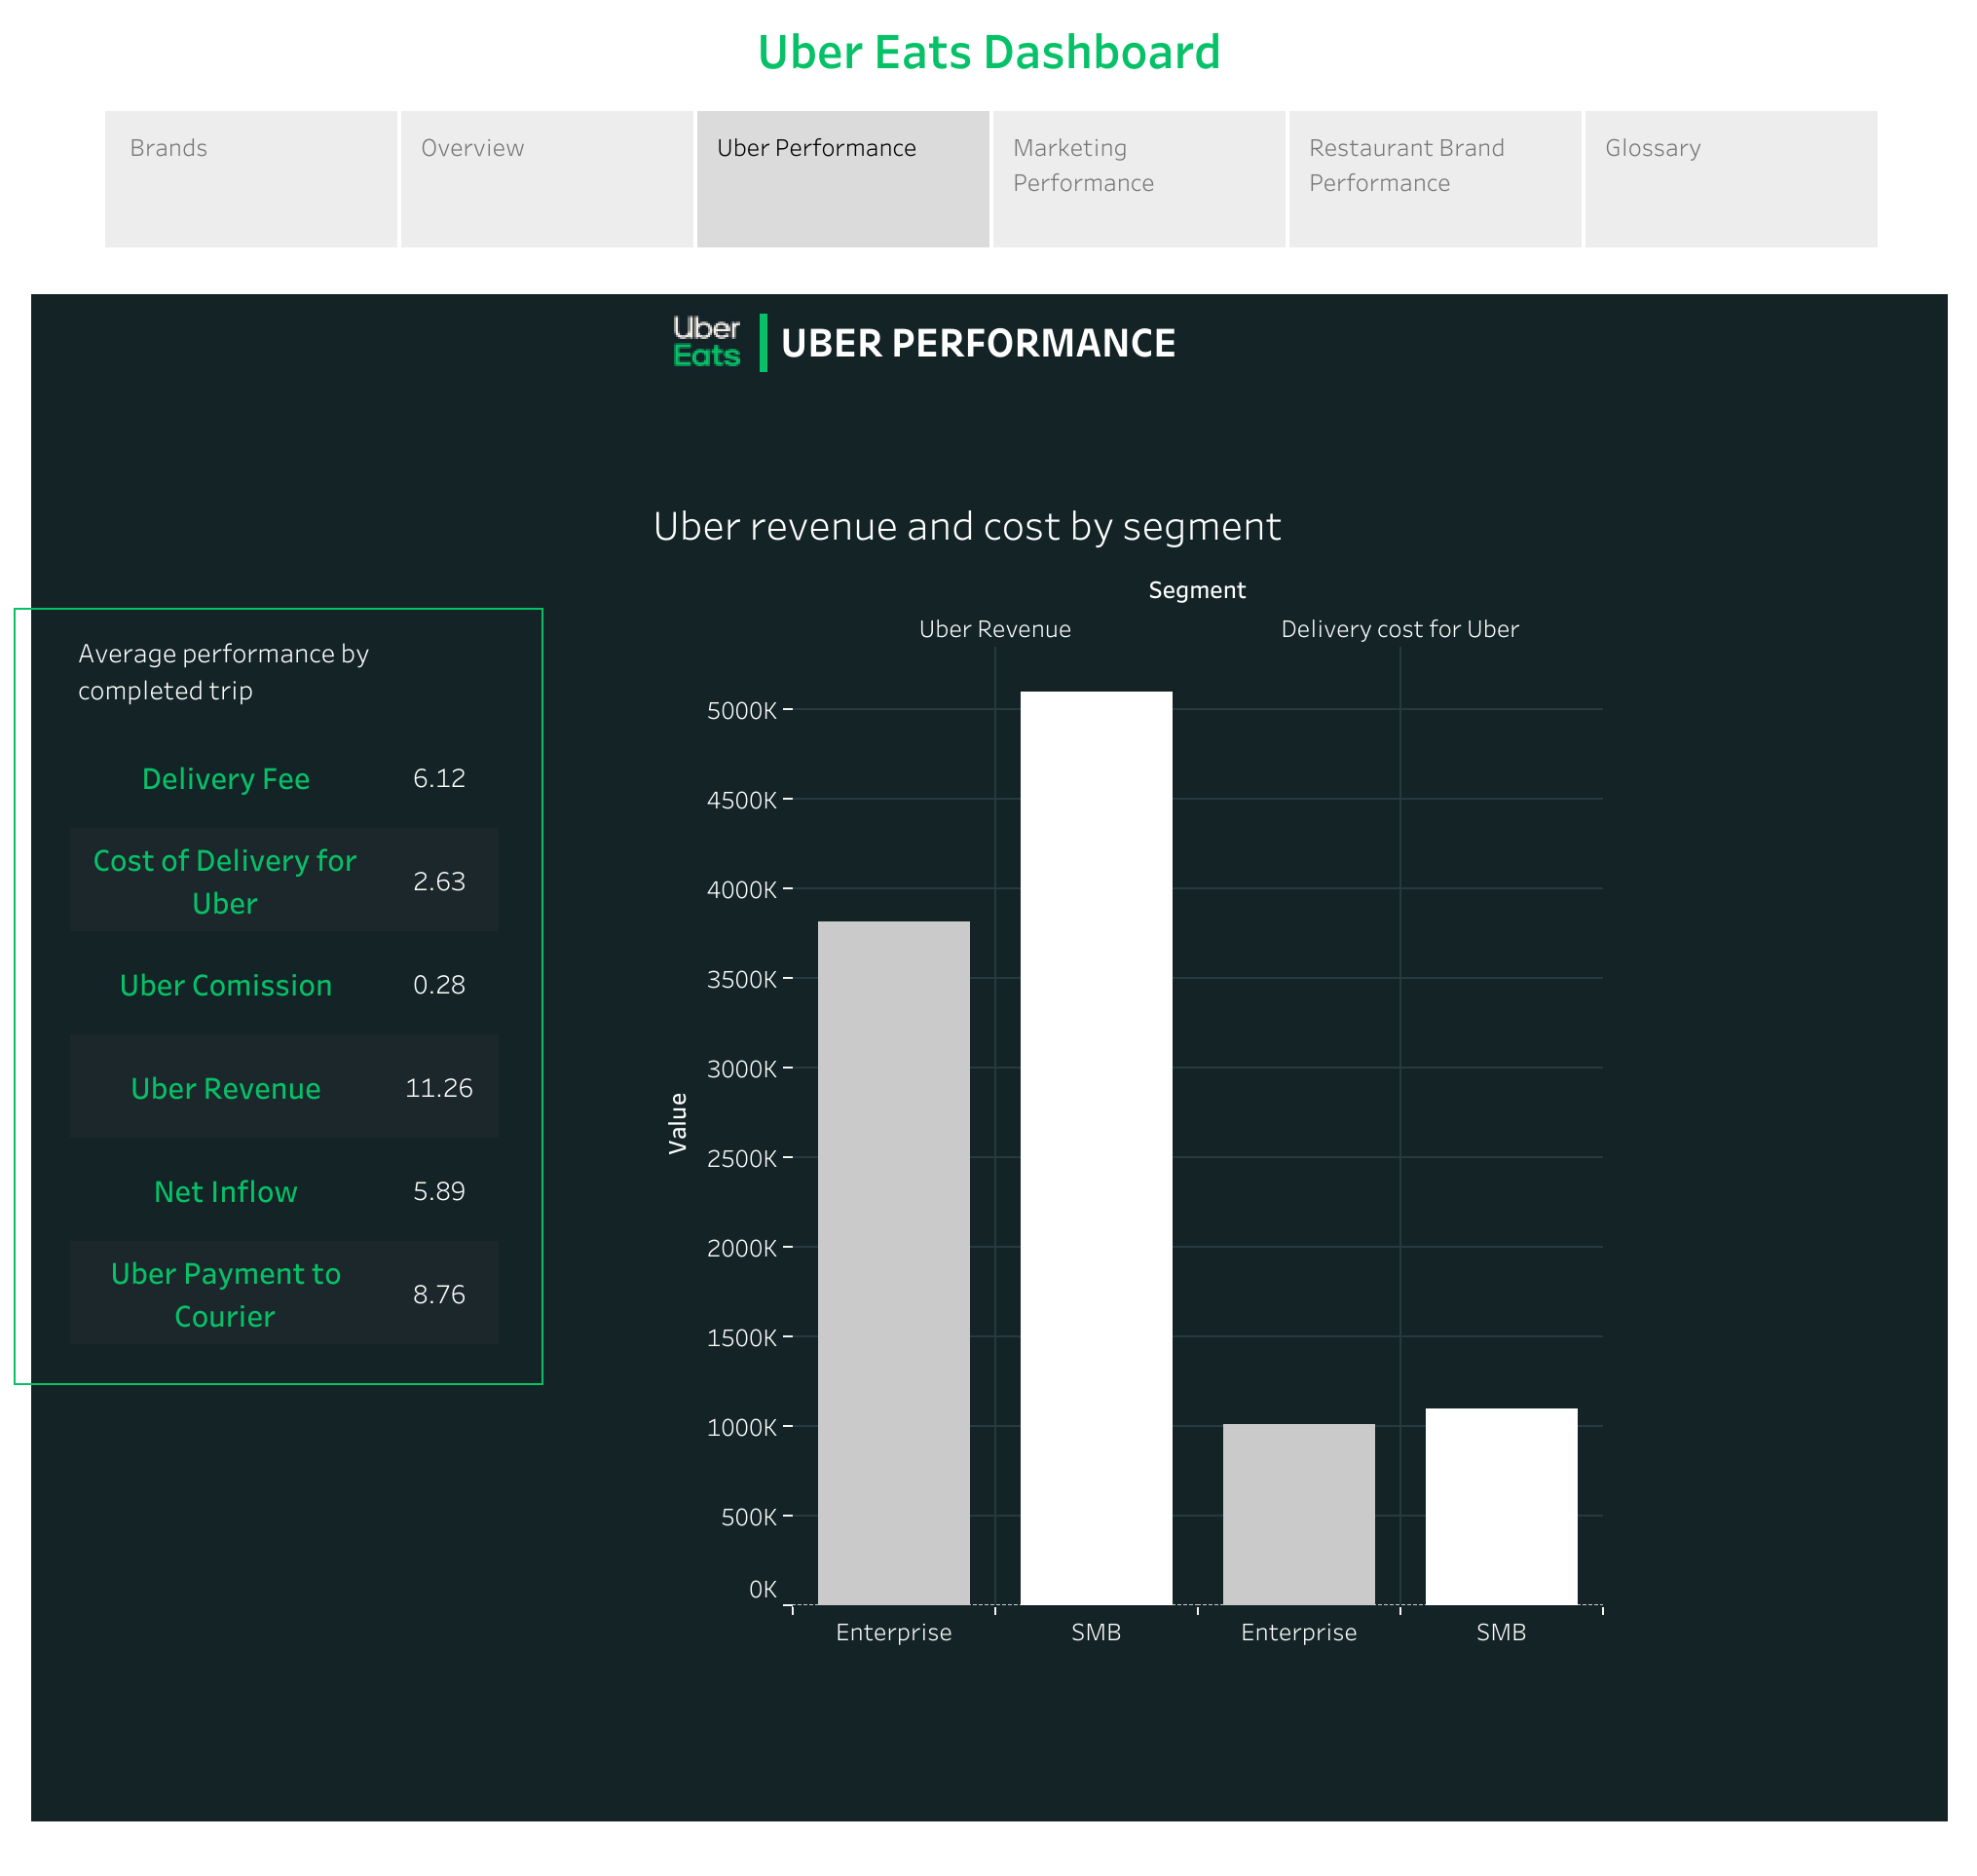 Uber Eats Dashboard
Brands
Overview
Uber Performance
Marketing
Performance
Restaurant Brand
Performance
Glossary
Uber
Eats
UBER PERFORMANCE
Average performance by
completed trip
Delivery Fee 6.12
Cost of Delivery for
Uber 2.63
Uber Comission 0.28
Uber Revenue 11.26
Net Inflow 5.89
Uber Payment to
Courier 8.76
Uber revenue and cost by segment
Segment
Uber Revenue Delivery cost for Uber
Value
5000K
4500K
4000K
3500K
3000K
2500K
2000K
1500K
1000K
500K
0K
Enterprise SMB Enterprise SMB